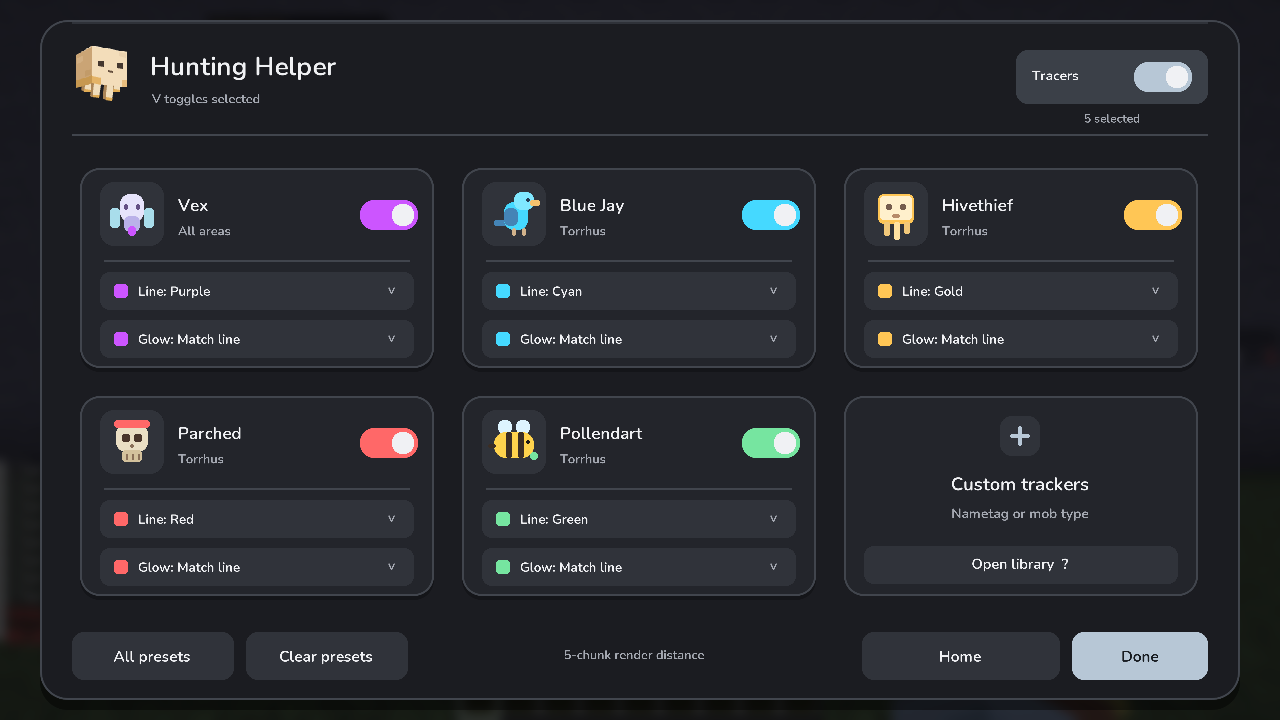 Hunting Helper
V toggles selected
Tracers
5 selected
Vex
All areas
Line: Purple
Glow: Match line
Blue Jay
Torrhus
Line: Cyan
Glow: Match line
Hivethief
Torrhus
Line: Gold
Glow: Match line
Parched
Torrhus
Line: Red
Glow: Match line
Pollendart
Torrhus
Line: Green
Glow: Match line
Custom trackers
Nametag or mob type
Open library ?
All presets
Clear presets
5-chunk render distance
Home
Done